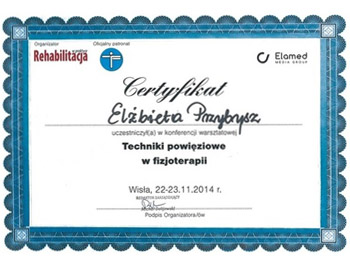 Organizator
Oficjalny patronat
Rehabilitacja
Elamed
MEDIA GROUP
Certyfikat
Elżbieta Przybysz
uczestniczył(a) w konferencji warsztatowej
Techniki powięziowe
w fizjoterapii
Wisła, 22-23.11.2014 r.
Podpis Organizatora/ów